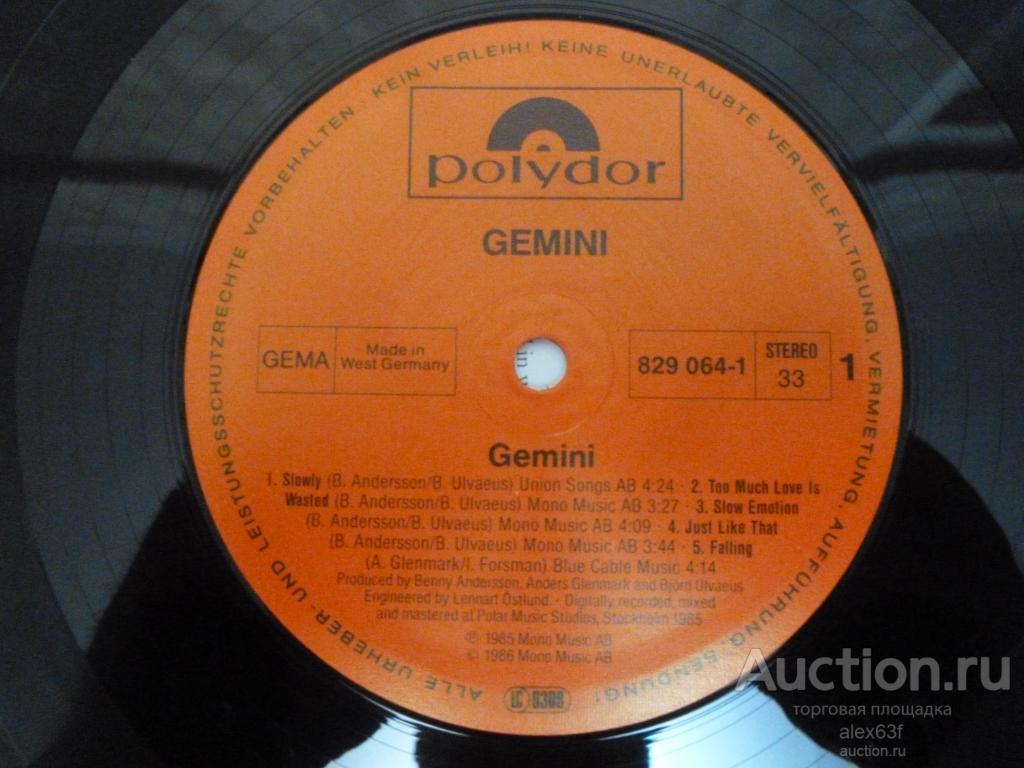 ALLE URHEBER- UND LEISTUNGSSCHUTZRECHTE VORBEHALTEN · KEIN VERLEIH! KEINE UNERLAUBTE VERVIELFÄLTIGUNG, VERMIETUNG, AUFFÜHRUNG, SENDUNG!
polydor
GEMINI
GEMA
Made in
West Germany
829 064-1
STEREO
33
1
Gemini
1. Slowly (B. Andersson/B. Ulvaeus) Union Songs AB 4:24 · 2. Too Much Love Is
Wasted (B. Andersson/B. Ulvaeus) Mono Music AB 3:27 · 3. Slow Emotion
(B. Andersson/B. Ulvaeus) Mono Music AB 4:09 · 4. Just Like That
(B. Andersson/B. Ulvaeus) Mono Music AB 3:44 · 5. Falling
(A. Glenmark/I. Forsman) Blue Cable Music 4:14
Produced by Benny Andersson, Anders Glenmark and Björn Ulvaeus
Engineered by Lennart Östlund. · Digitally recorded, mixed
and mastered at Polar Music Studios, Stockholm 1985
℗ 1985 Mono Music AB
© 1986 Mono Music AB
LC
Auction.ru
торговая площадка
alex63f
auction.ru